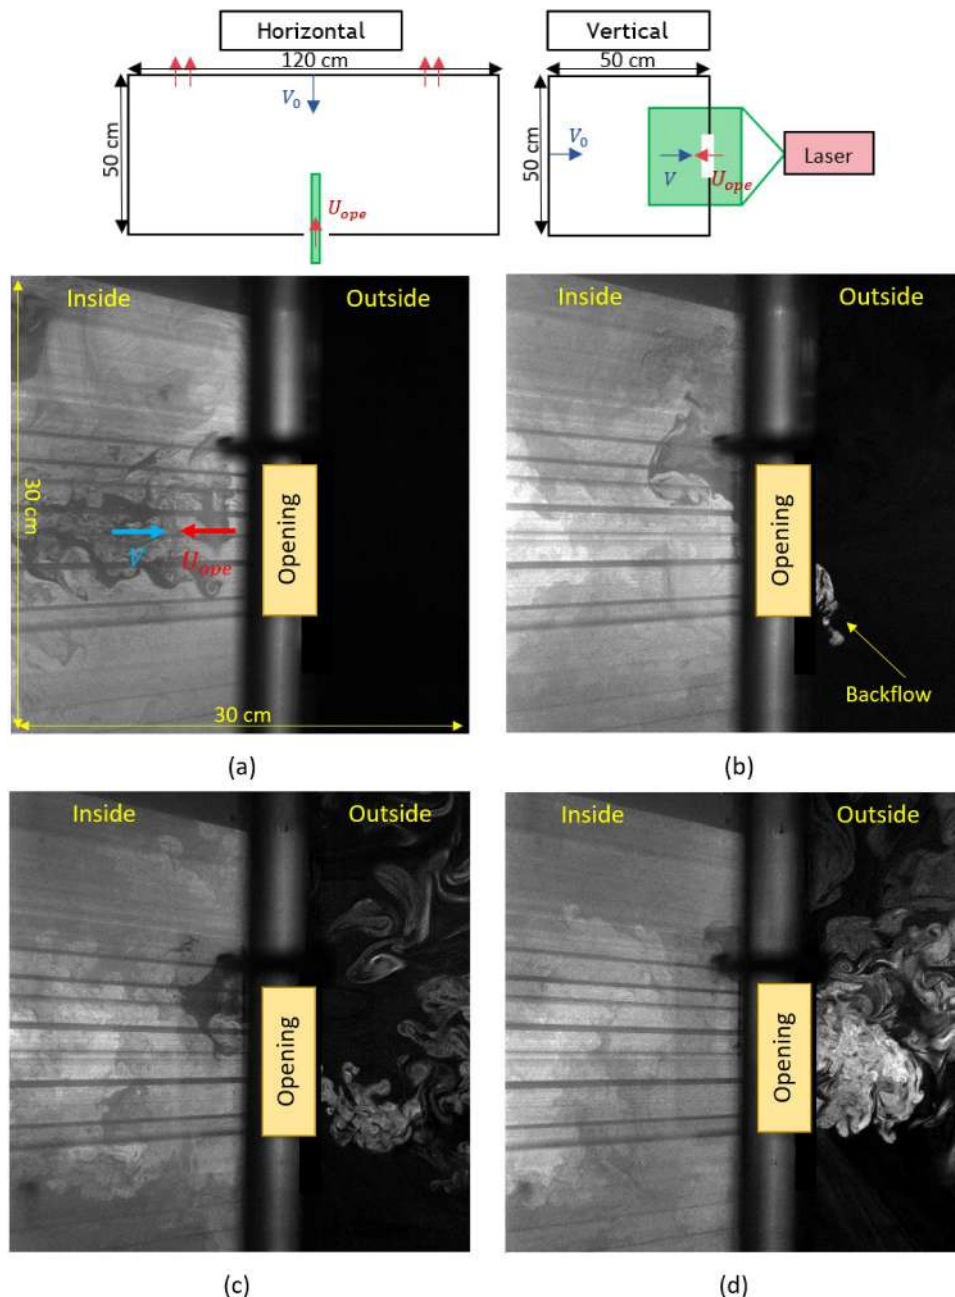 Horizontal
Vertical
120 cm
50 cm
50 cm
V₀
Uₒₚₑ
50 cm
V₀
V
Uₒₚₑ
Laser
Inside
Outside
30 cm
V
Uₒₚₑ
Opening
30 cm
(a)
Inside
Outside
Opening
Backflow
(b)
Inside
Outside
Opening
(c)
Inside
Outside
Opening
(d)